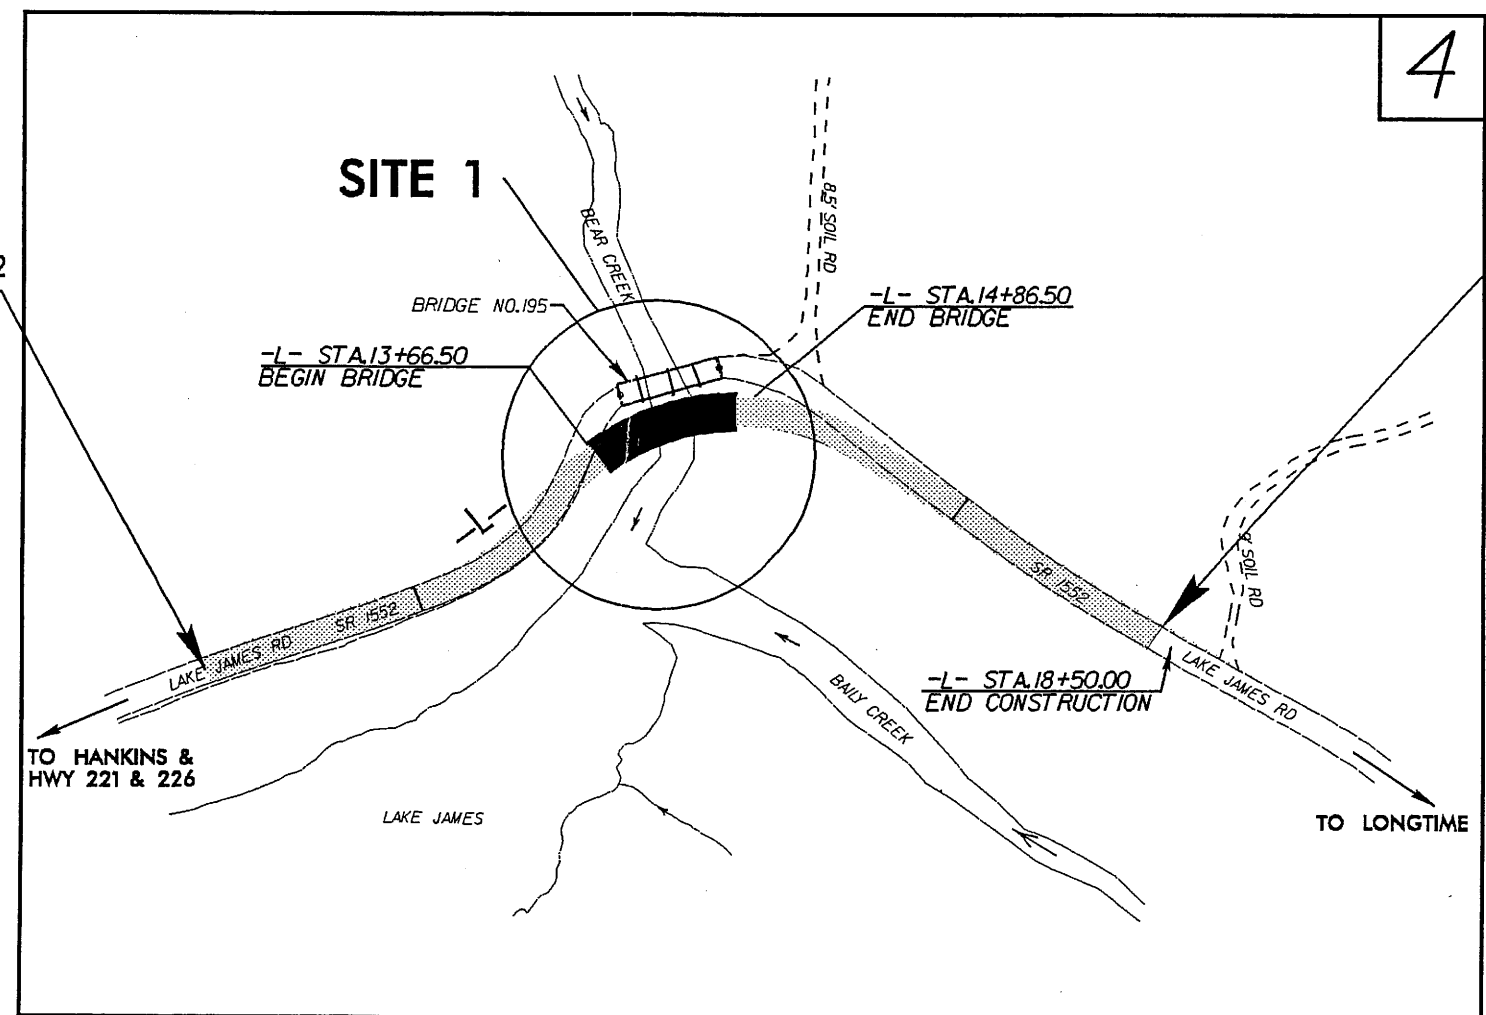 4
SITE 1
BEAR CREEK
8.5' SOIL RD
2
BRIDGE NO.195
-L- STA.14+86.50
END BRIDGE
-L- STA.13+66.50
BEGIN BRIDGE
-L-
9' SOIL RD
SR 1552
SR 1552
LAKE JAMES RD
LAKE JAMES RD
BAILY CREEK
-L- STA.18+50.00
END CONSTRUCTION
TO HANKINS &
HWY 221 & 226
LAKE JAMES
TO LONGTIME